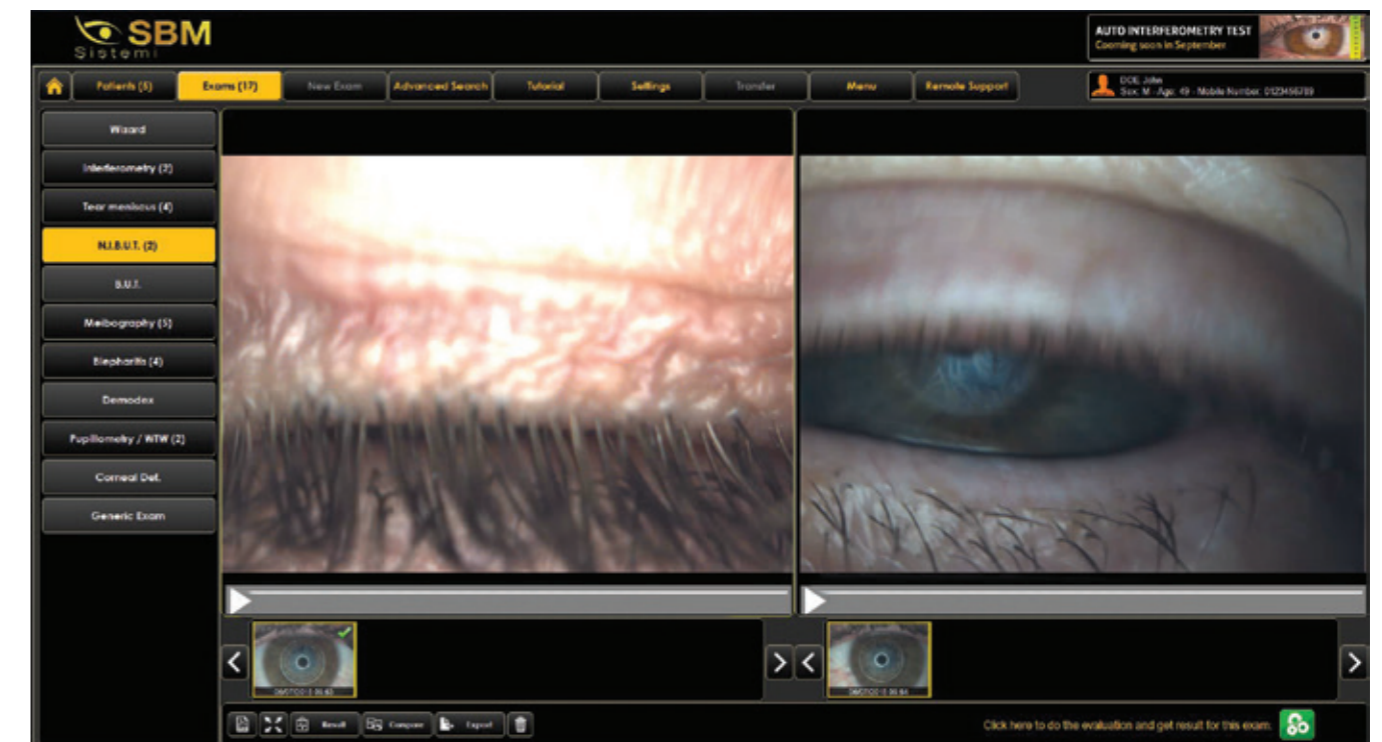 SBM
Sistemi
AUTO INTERFEROMETRY TEST
Cooming soon in September
Patients (5)
Exams (17)
New Exam
Advanced Search
Tutorial
Settings
Transfer
Menu
Remote Support
DOE, John
Sex: M - Age: 49 - Mobile Number: 0123456789
Wizard
Interferometry (2)
Tear meniscus (4)
N.I.B.U.T. (2)
B.U.T.
Meibography (5)
Blepharitis (4)
Demodex
Pupillometry / WTW (2)
Corneal Det.
Generic Exam
Result
Compare
Export
Click here to do the evaluation and get result for this exam.